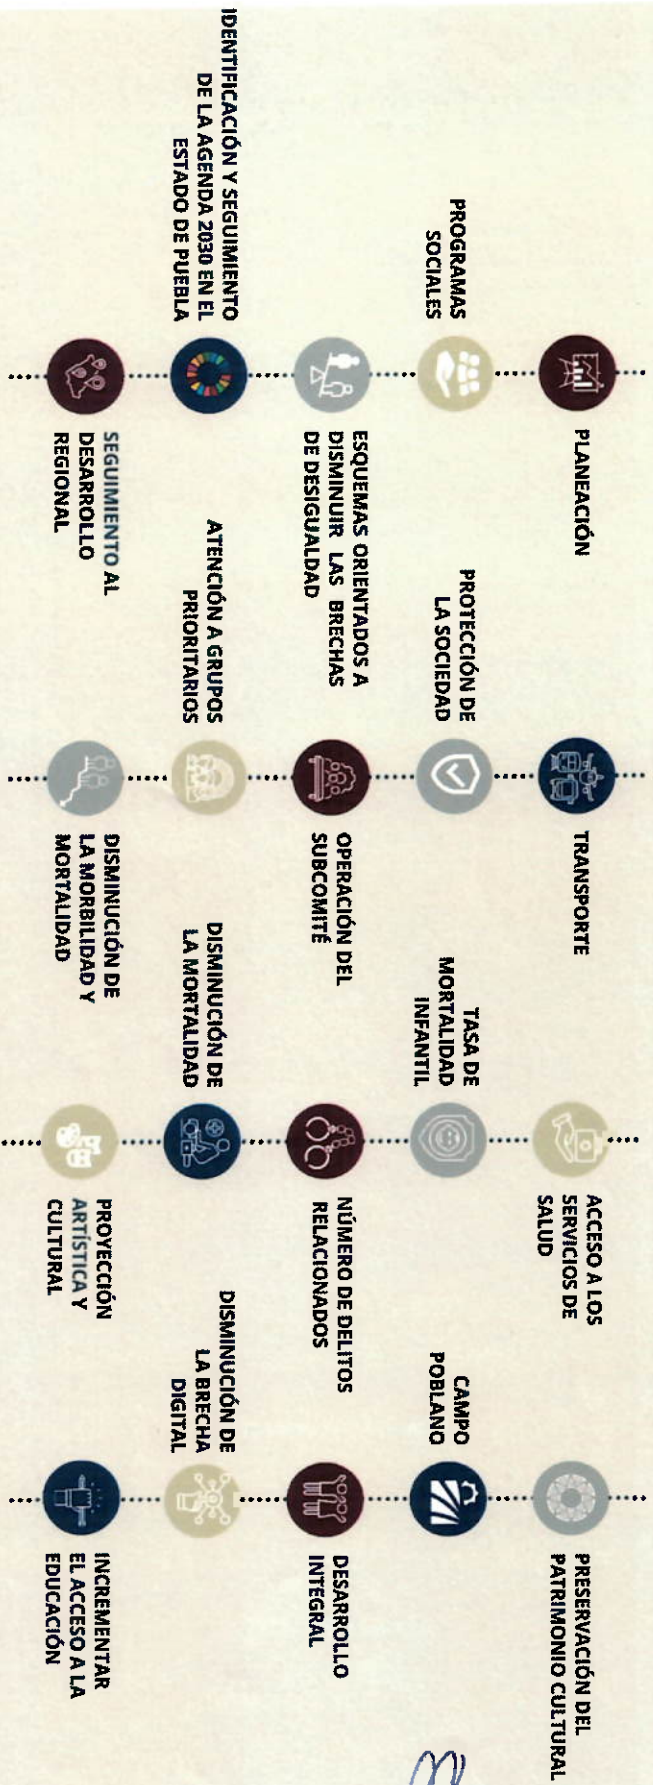 PLANEACIÓN
PROGRAMAS
SOCIALES
ESQUEMAS ORIENTADOS A
DISMINUIR LAS BRECHAS
DE DESIGUALDAD
IDENTIFICACIÓN Y SEGUIMIENTO
DE LA AGENDA 2030 EN EL
ESTADO DE PUEBLA
SEGUIMIENTO AL
DESARROLLO
REGIONAL
TRANSPORTE
PROTECCIÓN DE
LA SOCIEDAD
OPERACIÓN DEL
SUBCOMITÉ
ATENCIÓN A GRUPOS
PRIORITARIOS
DISMINUCIÓN DE
LA MORBILIDAD Y
MORTALIDAD
ACCESO A LOS
SERVICIOS DE
SALUD
TASA DE
MORTALIDAD
INFANTIL
NÚMERO DE DELITOS
RELACIONADOS
DISMINUCIÓN DE
LA MORTALIDAD
PROYECCIÓN
ARTÍSTICA Y
CULTURAL
PRESERVACIÓN DEL
PATRIMONIO CULTURAL
CAMPO
POBLANO
DESARROLLO
INTEGRAL
DISMINUCIÓN DE
LA BRECHA
DIGITAL
INCREMENTAR
EL ACCESO A LA
EDUCACIÓN